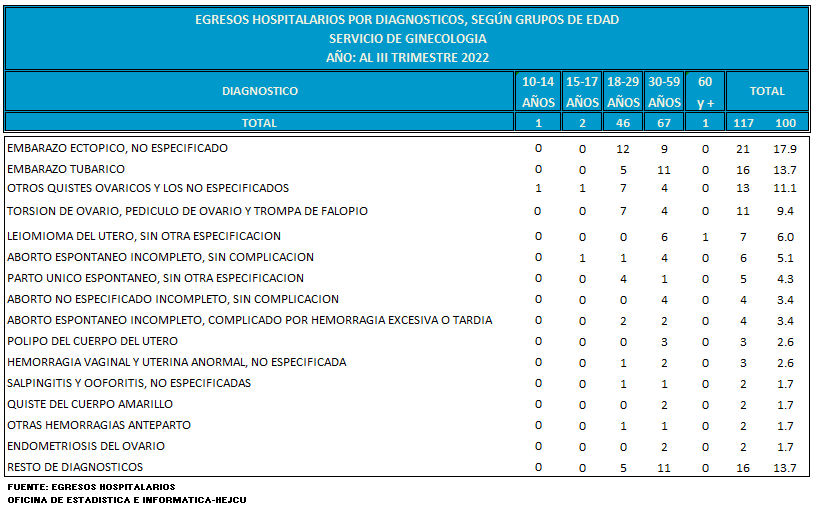 EGRESOS HOSPITALARIOS POR DIAGNOSTICOS, SEGÚN GRUPOS DE EDAD
SERVICIO DE GINECOLOGIA
AÑO: AL III TRIMESTRE 2022
DIAGNOSTICO 10-14 AÑOS 15-17 AÑOS 18-29 AÑOS 30-59 AÑOS 60 y + TOTAL
TOTAL 1 2 46 67 1 117 100
EMBARAZO ECTOPICO, NO ESPECIFICADO 0 0 12 9 0 21 17.9
EMBARAZO TUBARICO 0 0 5 11 0 16 13.7
OTROS QUISTES OVARICOS Y LOS NO ESPECIFICADOS 1 1 7 4 0 13 11.1
TORSION DE OVARIO, PEDICULO DE OVARIO Y TROMPA DE FALOPIO 0 0 7 4 0 11 9.4
LEIOMIOMA DEL UTERO, SIN OTRA ESPECIFICACION 0 0 0 6 1 7 6.0
ABORTO ESPONTANEO INCOMPLETO, SIN COMPLICACION 0 1 1 4 0 6 5.1
PARTO UNICO ESPONTANEO, SIN OTRA ESPECIFICACION 0 0 4 1 0 5 4.3
ABORTO NO ESPECIFICADO INCOMPLETO, SIN COMPLICACION 0 0 0 4 0 4 3.4
ABORTO ESPONTANEO INCOMPLETO, COMPLICADO POR HEMORRAGIA EXCESIVA O TARDIA 0 0 2 2 0 4 3.4
POLIPO DEL CUERPO DEL UTERO 0 0 0 3 0 3 2.6
HEMORRAGIA VAGINAL Y UTERINA ANORMAL, NO ESPECIFICADA 0 0 1 2 0 3 2.6
SALPINGITIS Y OOFORITIS, NO ESPECIFICADAS 0 0 1 1 0 2 1.7
QUISTE DEL CUERPO AMARILLO 0 0 0 2 0 2 1.7
OTRAS HEMORRAGIAS ANTEPARTO 0 0 1 1 0 2 1.7
ENDOMETRIOSIS DEL OVARIO 0 0 0 2 0 2 1.7
RESTO DE DIAGNOSTICOS 0 0 5 11 0 16 13.7
FUENTE: EGRESOS HOSPITALARIOS
OFICINA DE ESTADISTICA E INFORMATICA-HEJCU